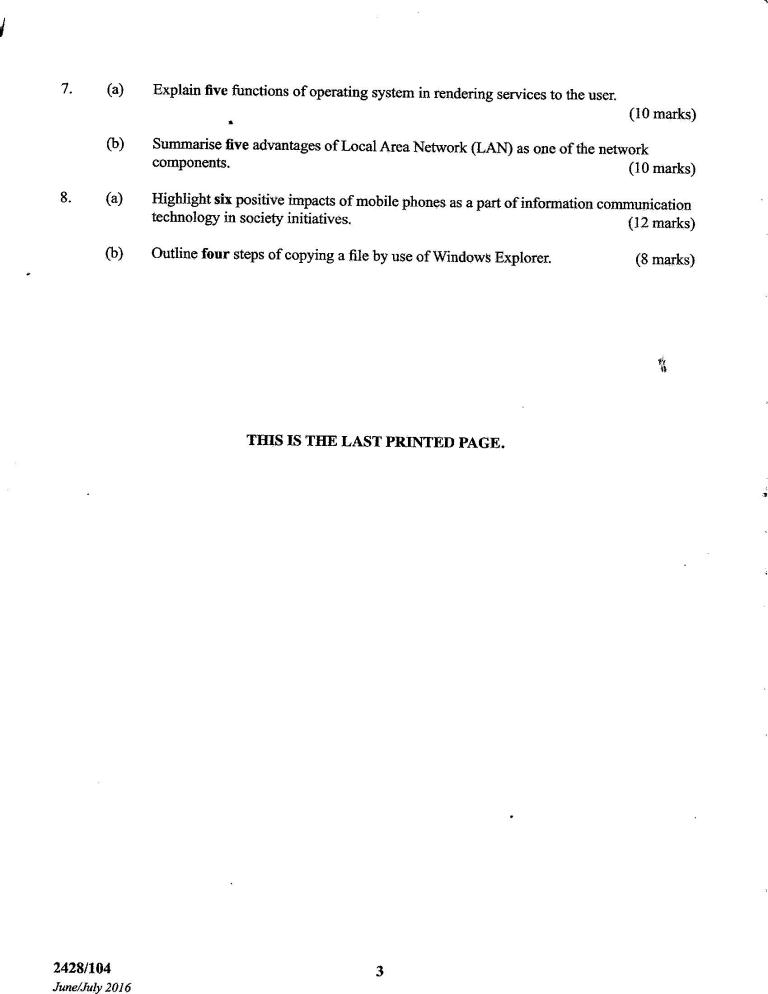 7. (a) Explain five functions of operating system in rendering services to the user.
(10 marks)
(b) Summarise five advantages of Local Area Network (LAN) as one of the network
components. (10 marks)
8. (a) Highlight six positive impacts of mobile phones as a part of information communication
technology in society initiatives. (12 marks)
(b) Outline four steps of copying a file by use of Windows Explorer. (8 marks)
THIS IS THE LAST PRINTED PAGE.
2428/104
3
June/July 2016